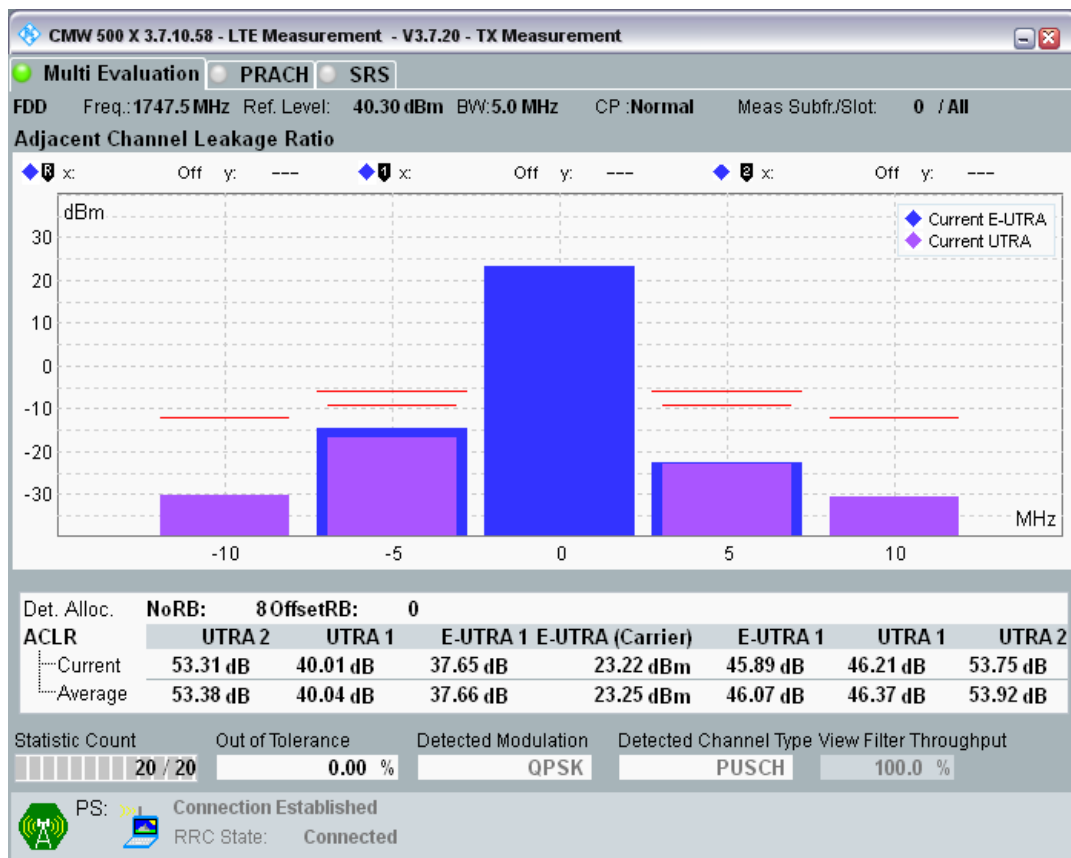 CMW 500 X 3.7.10.58 - LTE Measurement - V3.7.20 - TX Measurement
Multi Evaluation PRACH SRS
FDD Freq.:1747.5 MHz Ref. Level: 40.30 dBm BW:5.0 MHz CP :Normal Meas Subfr./Slot: 0 / All
Adjacent Channel Leakage Ratio
R x: Off y: --- 1 x: Off y: --- 2 x: Off y: ---
dBm
Current E-UTRA
Current UTRA
30
20
10
0
-10
-20
-30
MHz
-10 -5 0 5 10
Det. Alloc. NoRB: 8 OffsetRB: 0
ACLR UTRA 2 UTRA 1 E-UTRA 1 E-UTRA (Carrier) E-UTRA 1 UTRA 1 UTRA 2
Current 53.31 dB 40.01 dB 37.65 dB 23.22 dBm 45.89 dB 46.21 dB 53.75 dB
Average 53.38 dB 40.04 dB 37.66 dB 23.25 dBm 46.07 dB 46.37 dB 53.92 dB
Statistic Count Out of Tolerance Detected Modulation Detected Channel Type View Filter Throughput
20 / 20 0.00 % QPSK PUSCH 100.0 %
PS: Connection Established
RRC State: Connected